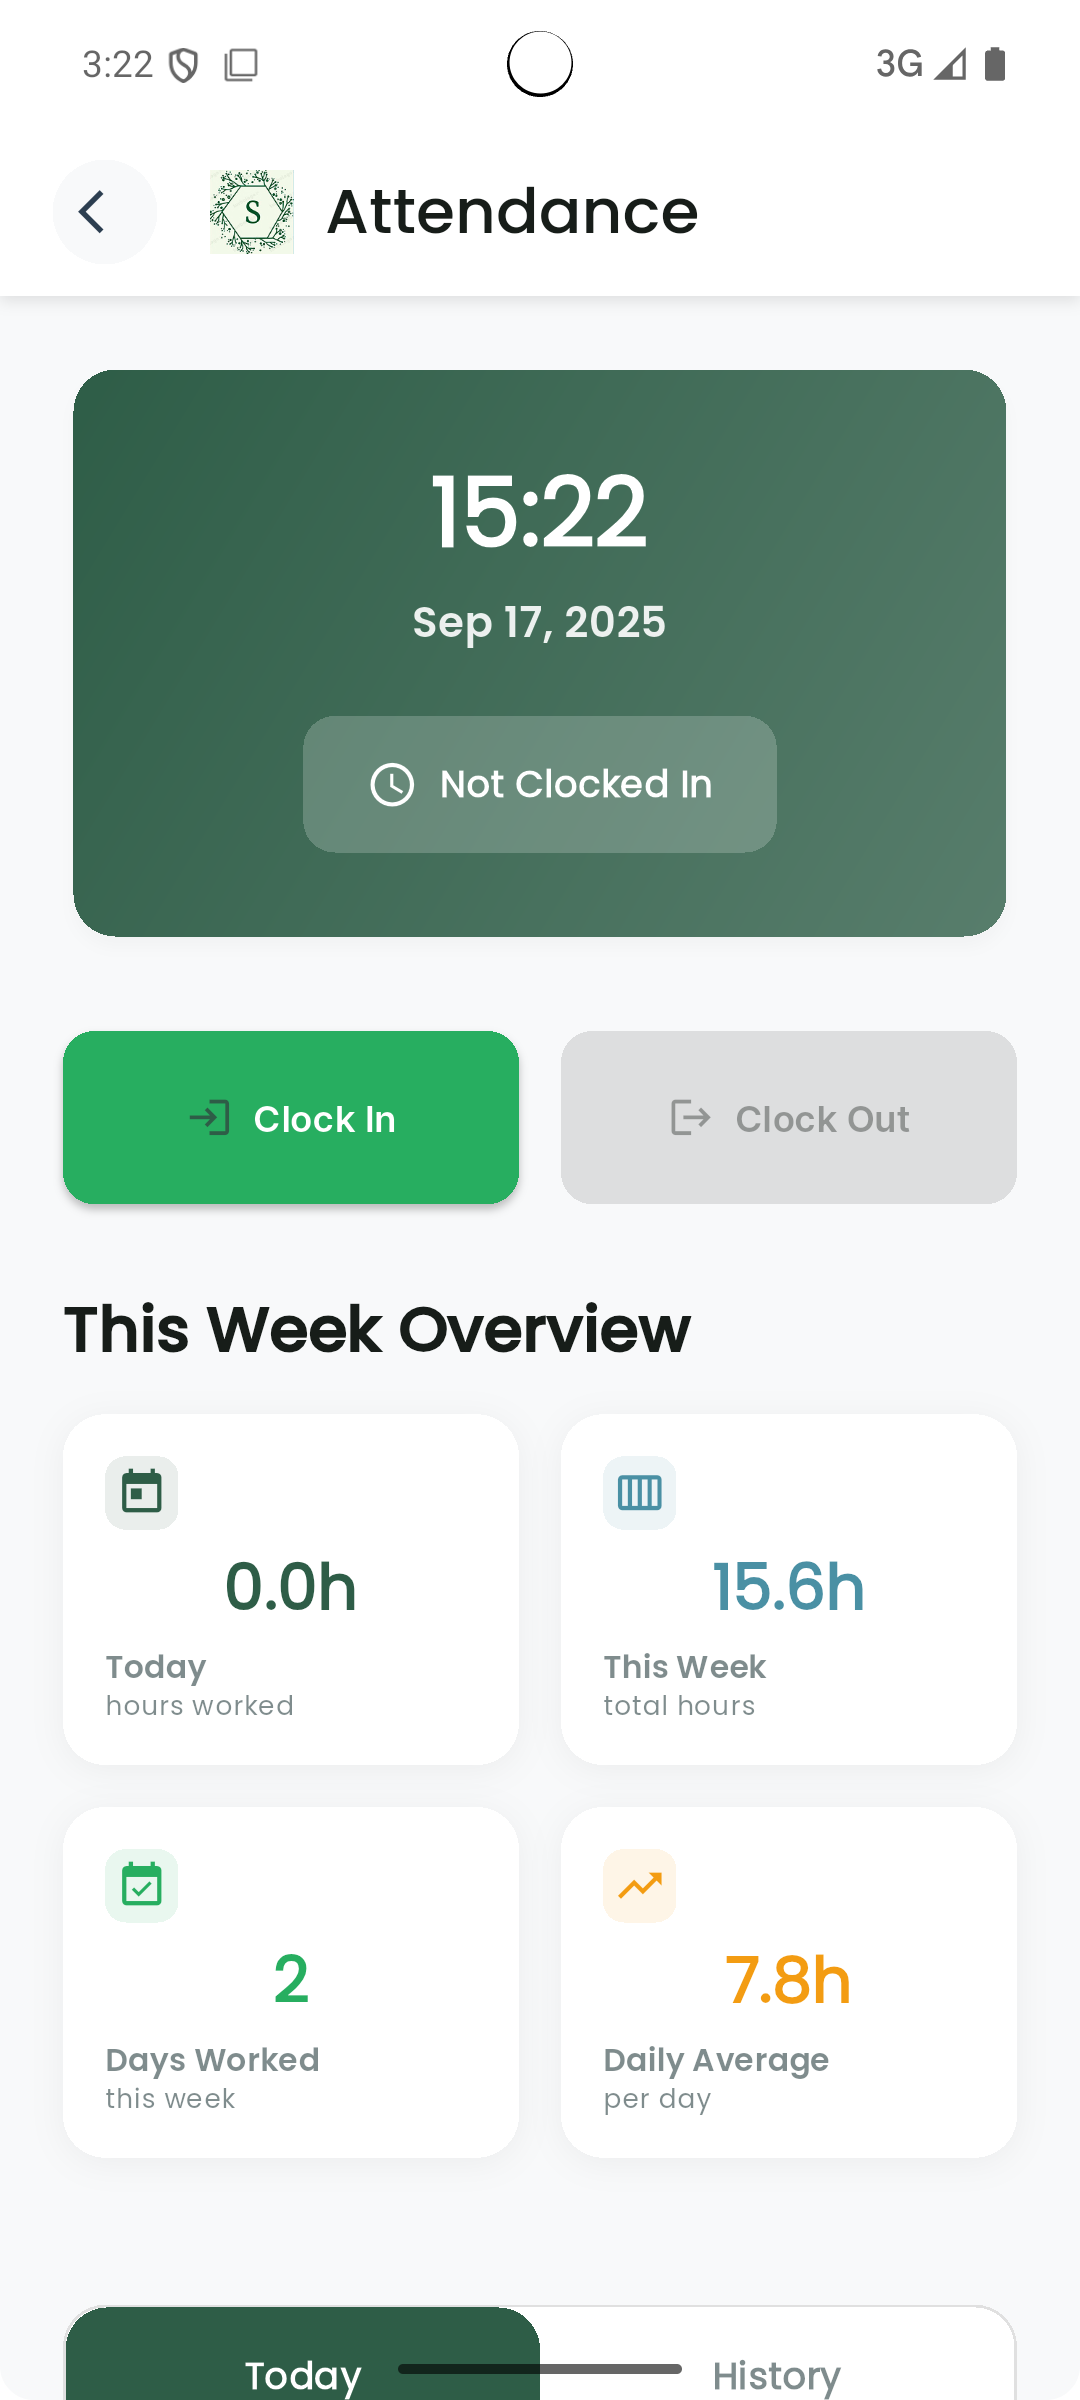 3:22
3G
S
Attendance
15:22
Sep 17, 2025
Not Clocked In
Clock In
Clock Out
This Week Overview
0.0h
Today
hours worked
15.6h
This Week
total hours
2
Days Worked
this week
7.8h
Daily Average
per day
Today
History